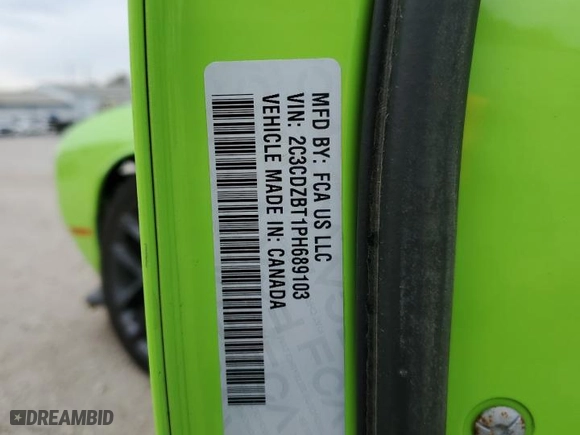 MFD BY: FCA US LLC
VIN: 2C3CDZBT1PH689103
VEHICLE MADE IN: CANADA
DREAMBID